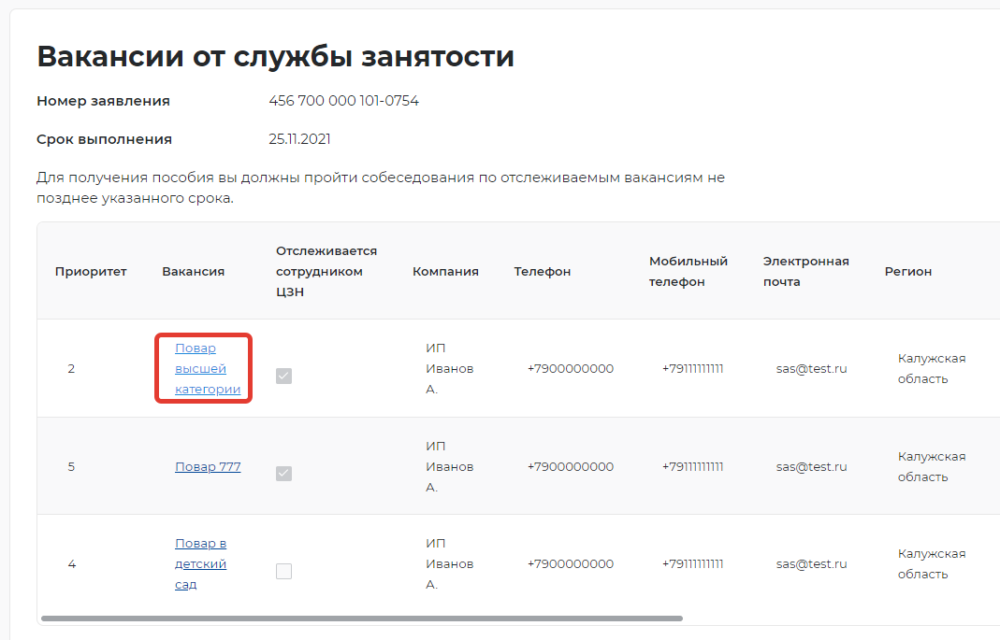 Вакансии от службы занятости
Номер заявления 456 700 000 101-0754
Срок выполнения 25.11.2021
Для получения пособия вы должны пройти собеседования по отслеживаемым вакансиям не
позднее указанного срока.
Приоритет Вакансия Отслеживается сотрудником ЦЗН Компания Телефон Мобильный телефон Электронная почта Регион
2 Повар высшей категории ИП Иванов А. +7900000000 +79111111111 sas@test.ru Калужская область
5 Повар 777 ИП Иванов А. +7900000000 +79111111111 sas@test.ru Калужская область
4 Повар в детский сад ИП Иванов А. +7900000000 +79111111111 sas@test.ru Калужская область